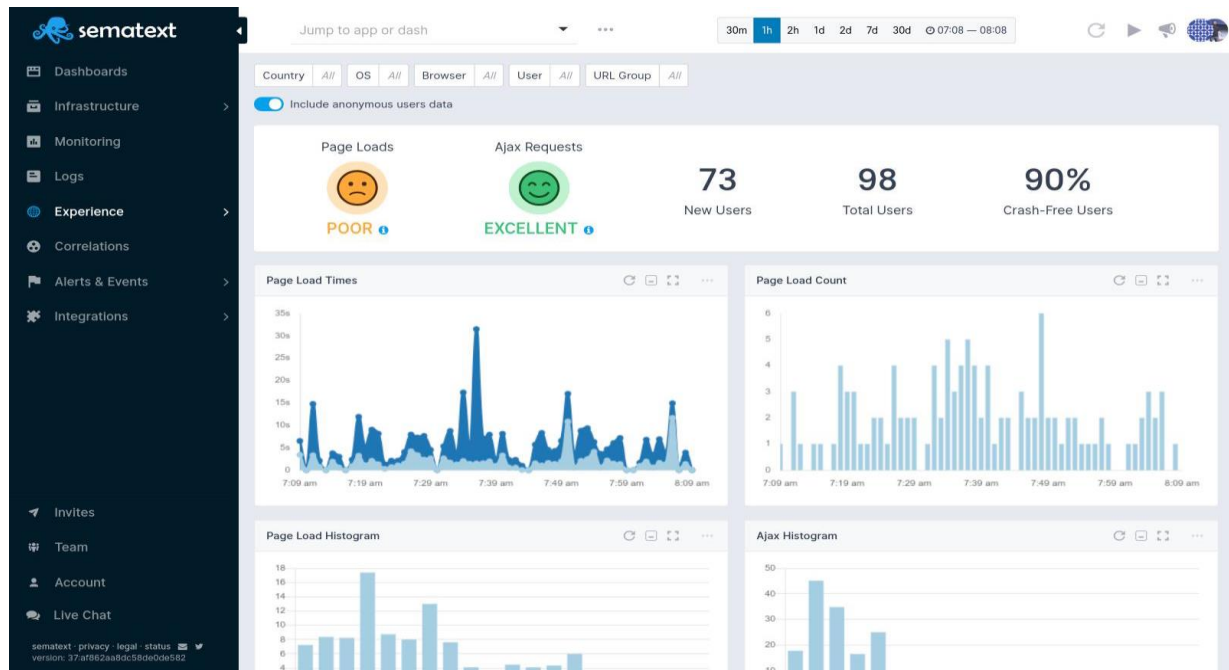 sematext
Jump to app or dash
30m 1h 2h 1d 2d 7d 30d 07:08 — 08:08
Dashboards
Infrastructure
Monitoring
Logs
Experience
Correlations
Alerts & Events
Integrations
Invites
Team
Account
Live Chat
sematext · privacy · legal · status
version: 37:af862aa8dc58de0de582
Country All OS All Browser All User All URL Group All
Include anonymous users data
Page Loads
POOR
Ajax Requests
EXCELLENT
73
New Users
98
Total Users
90%
Crash-Free Users
Page Load Times
35s
30s
25s
20s
15s
10s
5s
0
7:09 am 7:19 am 7:29 am 7:39 am 7:49 am 7:59 am 8:09 am
Page Load Count
6
5
4
3
2
1
0
7:09 am 7:19 am 7:29 am 7:39 am 7:49 am 7:59 am 8:09 am
Page Load Histogram
18
16
14
12
10
8
6
4
Ajax Histogram
50
40
30
20
10